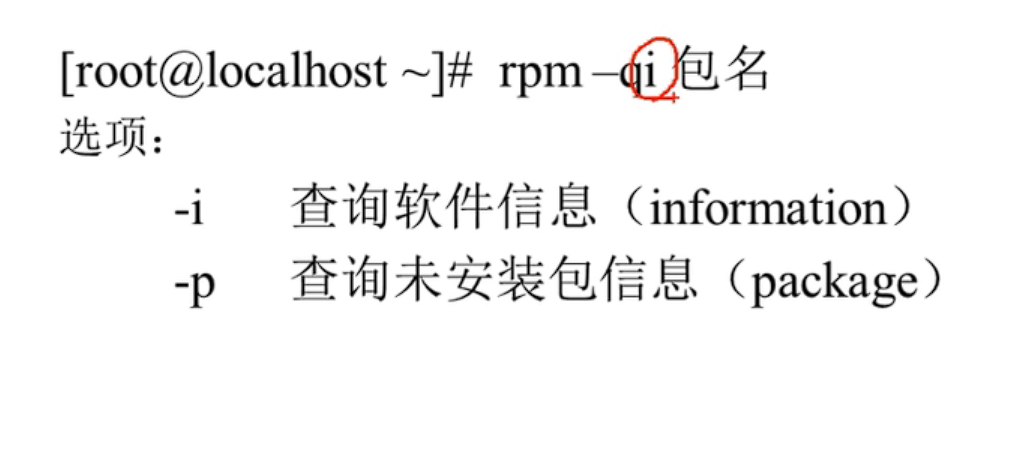 [root@localhost ~]# rpm –qi 包名
选项：
-i 查询软件信息（information）
-p 查询未安装包信息（package）